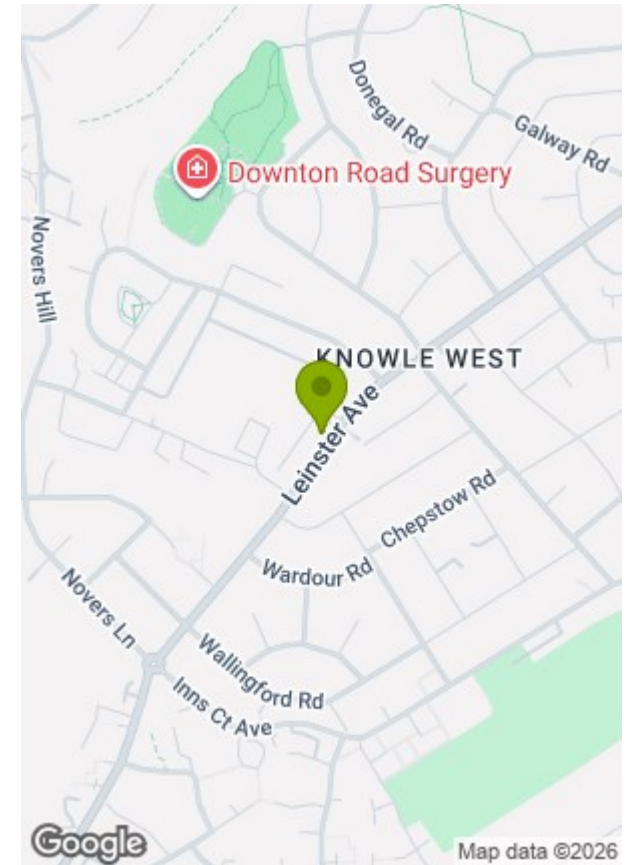 Donegal Rd
Galway Rd
Downton Road Surgery
Novers Hill
KNOWLE WEST
Leinster Ave
Chepstow Rd
Wardour Rd
Novers Ln
Wallingford Rd
Inns Ct Ave
Google
Map data ©2026